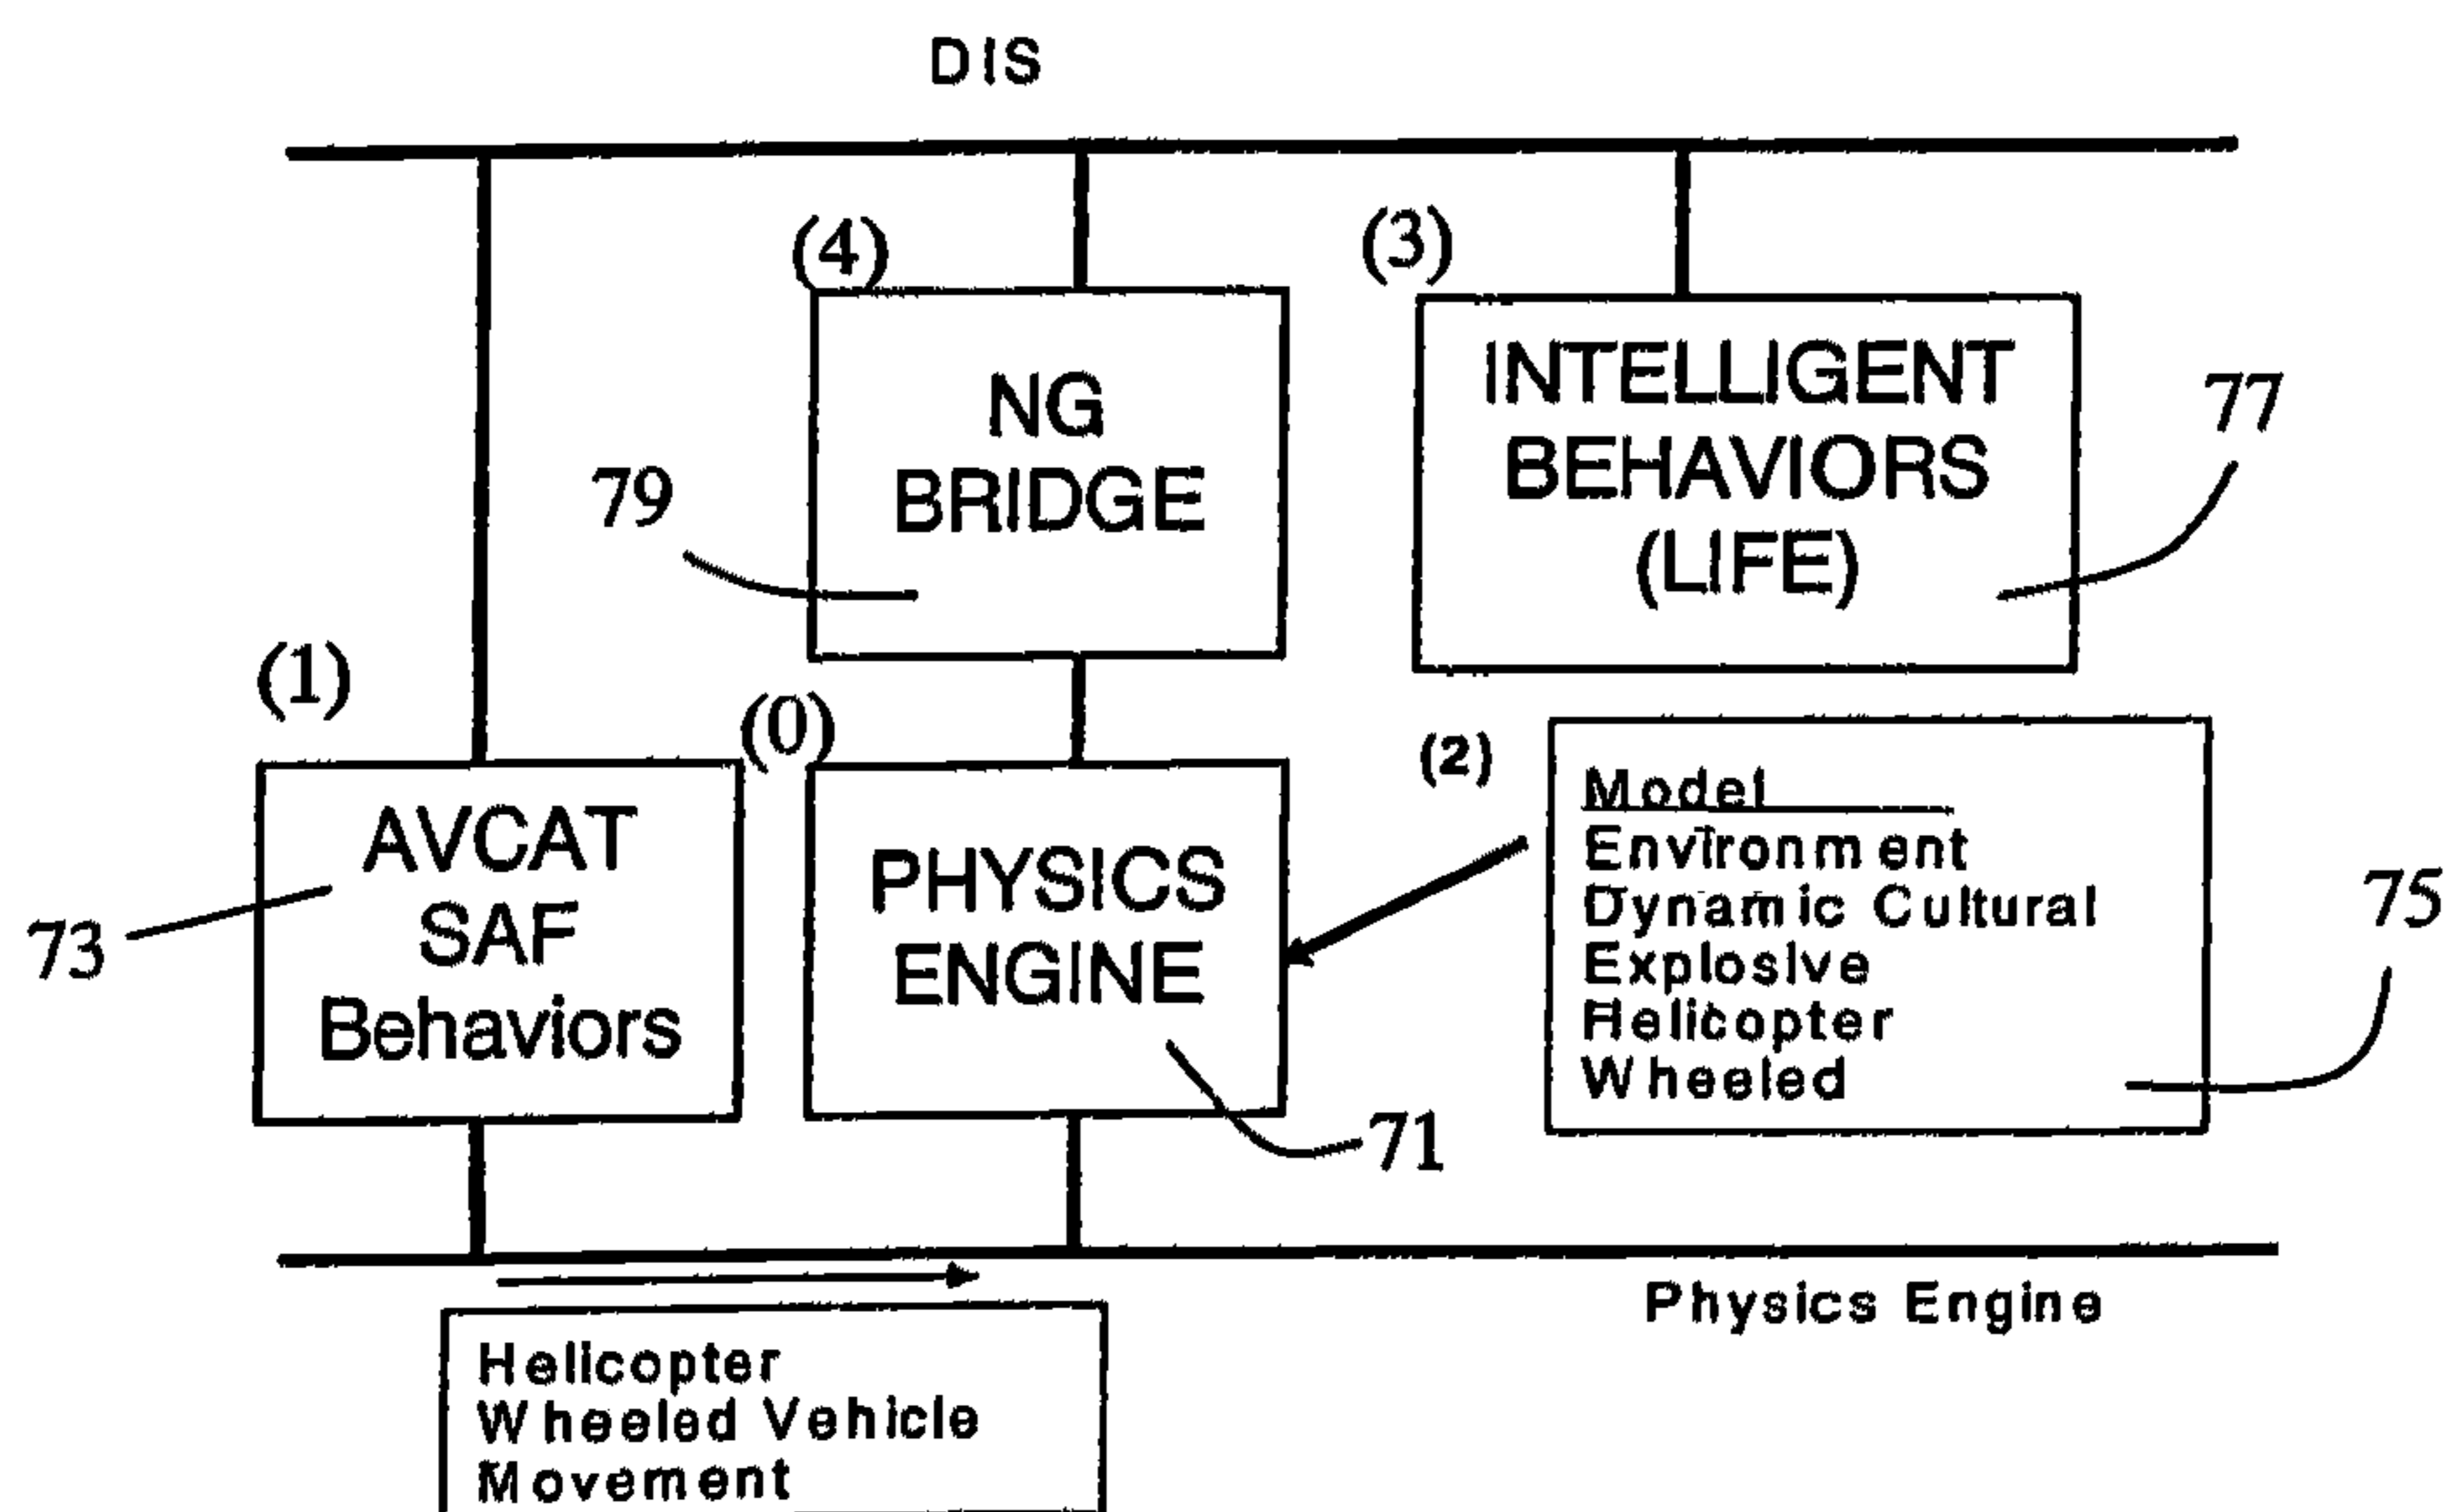 DIS
(4)
(3)
NG
BRIDGE
79
INTELLIGENT
BEHAVIORS
(LIFE)
77
(1)
(0)
(2)
AVCAT
SAF
Behaviors
73
PHYSICS
ENGINE
71
Model
Environment
Dynamic Cultural
Explosive
Helicopter
Wheeled
75
Physics Engine
Helicopter
Wheeled Vehicle
Movement